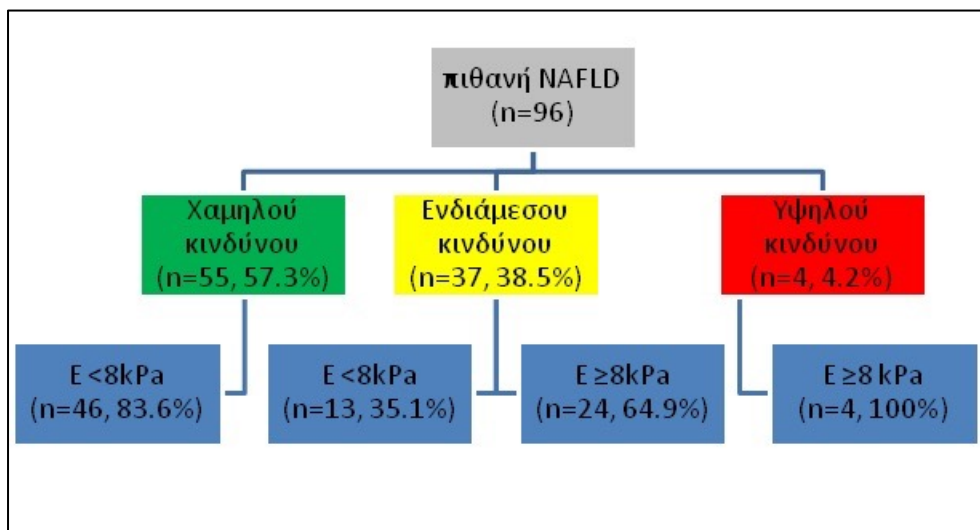 πιθανή NAFLD
(n=96)
Χαμηλού
κινδύνου
(n=55, 57.3%)
Ενδιάμεσου
κινδύνου
(n=37, 38.5%)
Υψηλού
κινδύνου
(n=4, 4.2%)
E <8kPa
(n=46, 83.6%)
E <8kPa
(n=13, 35.1%)
E ≥8kPa
(n=24, 64.9%)
E ≥8 kPa
(n=4, 100%)